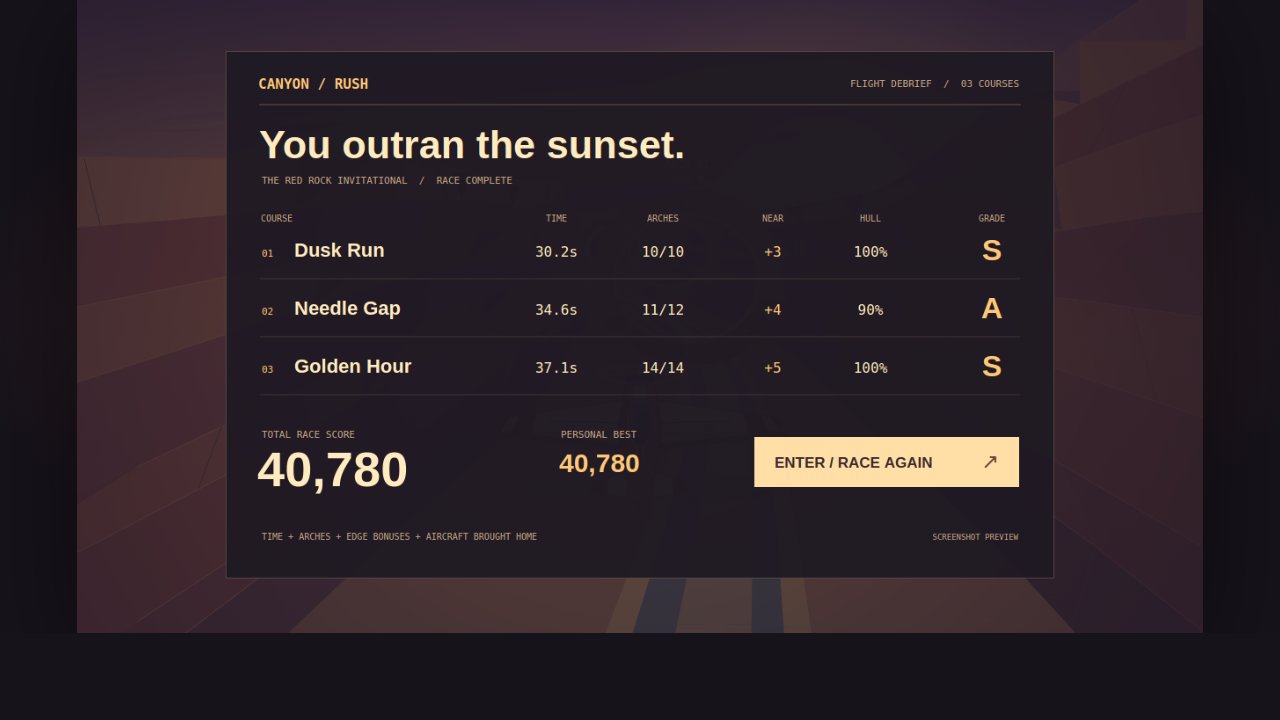 CANYON / RUSH
FLIGHT DEBRIEF / 03 COURSES
You outran the sunset.
THE RED ROCK INVITATIONAL / RACE COMPLETE
COURSE TIME ARCHES NEAR HULL GRADE
01 Dusk Run 30.2s 10/10 +3 100% S
02 Needle Gap 34.6s 11/12 +4 90% A
03 Golden Hour 37.1s 14/14 +5 100% S
TOTAL RACE SCORE
40,780
PERSONAL BEST
40,780
ENTER / RACE AGAIN ↗
TIME + ARCHES + EDGE BONUSES + AIRCRAFT BROUGHT HOME
SCREENSHOT PREVIEW